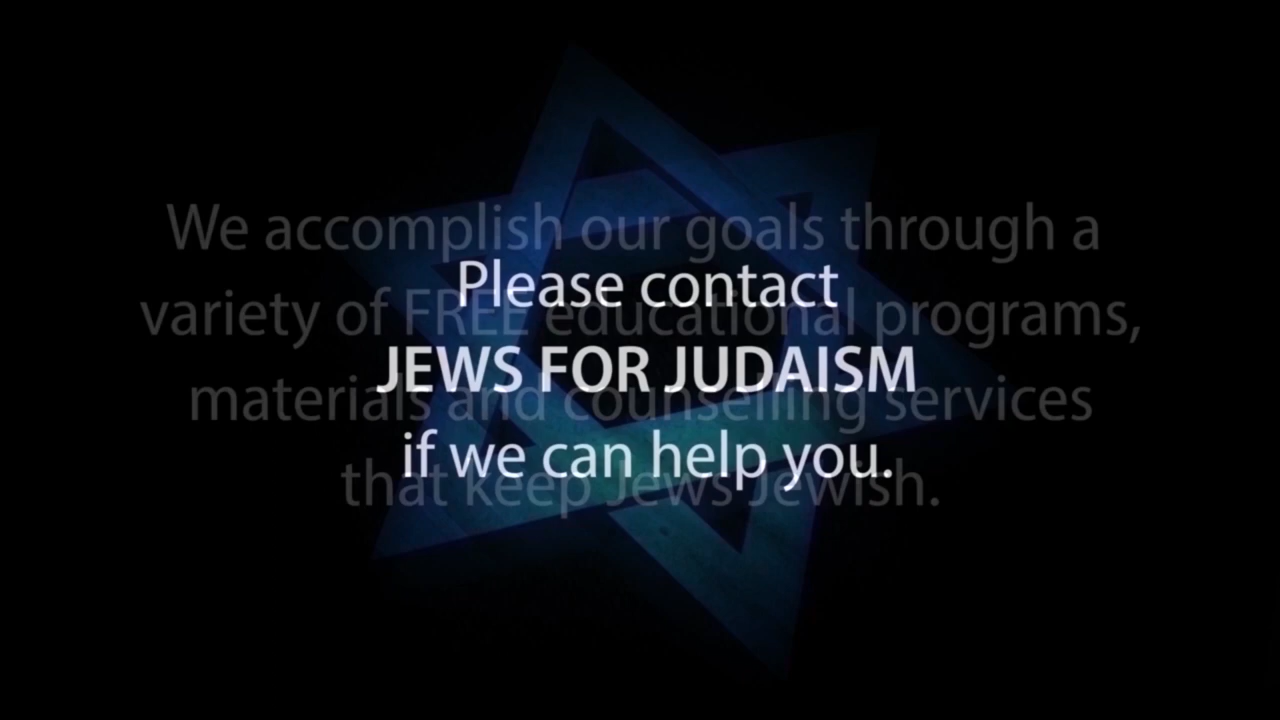 We accomplish our goals through a
variety of FREE educational programs,
materials and counselling services
that keep Jews Jewish.
Please contact
JEWS FOR JUDAISM
if we can help you.